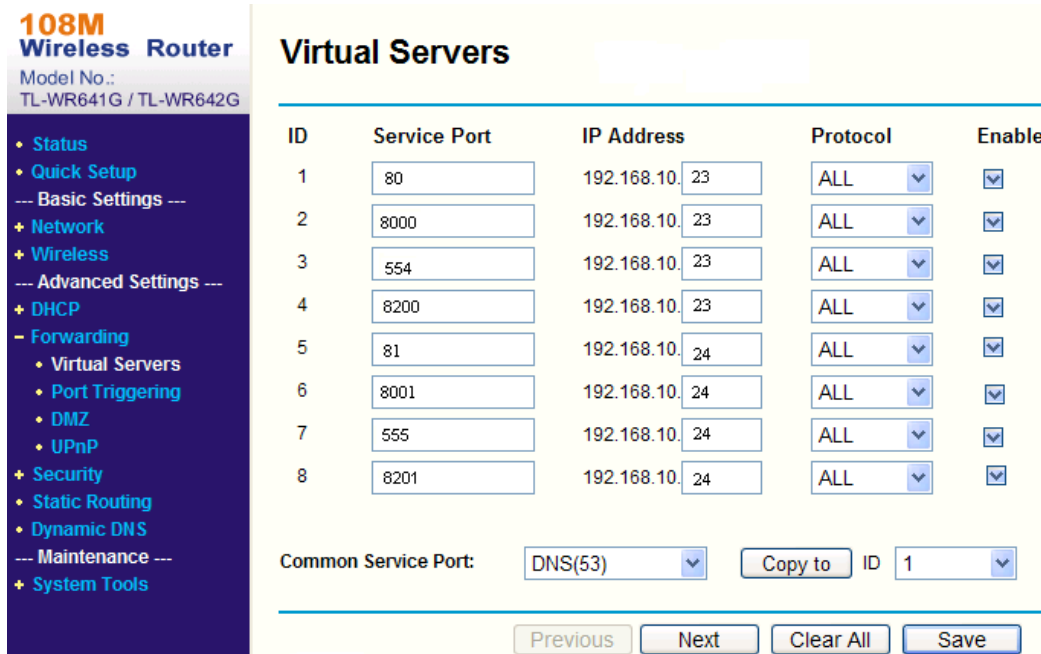 108M
Wireless Router
Model No.:
TL-WR641G / TL-WR642G
• Status
• Quick Setup
--- Basic Settings ---
+ Network
+ Wireless
--- Advanced Settings ---
+ DHCP
– Forwarding
• Virtual Servers
• Port Triggering
• DMZ
• UPnP
+ Security
• Static Routing
• Dynamic DNS
--- Maintenance ---
+ System Tools
Virtual Servers
ID Service Port IP Address Protocol Enable
1 80 192.168.10. 23 ALL
2 8000 192.168.10. 23 ALL
3 554 192.168.10. 23 ALL
4 8200 192.168.10. 23 ALL
5 81 192.168.10. 24 ALL
6 8001 192.168.10. 24 ALL
7 555 192.168.10. 24 ALL
8 8201 192.168.10. 24 ALL
Common Service Port: DNS(53) Copy to ID 1
Previous Next Clear All Save